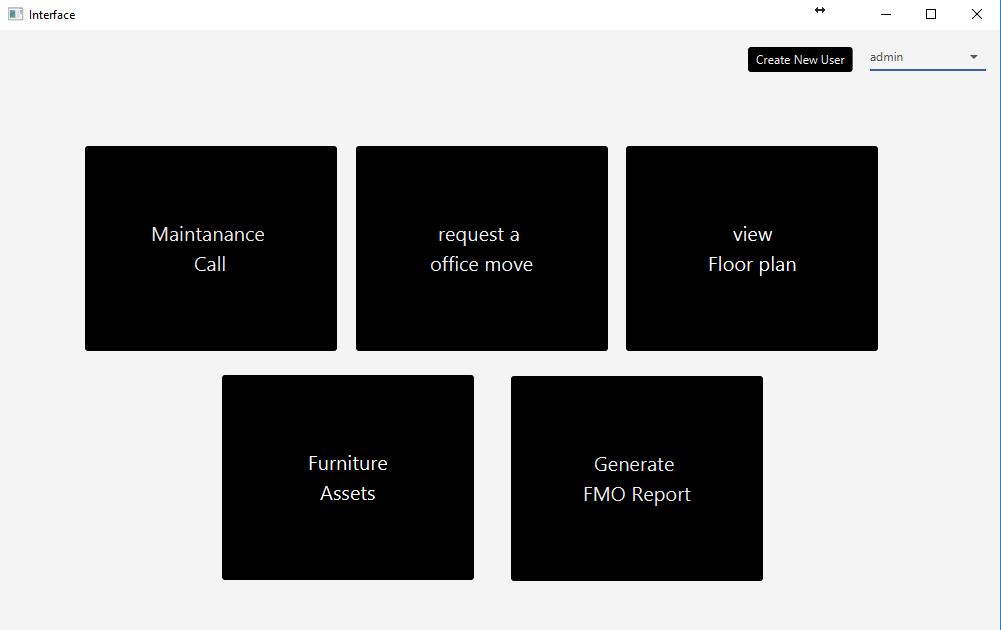 Interface
Create New User
admin
Maintanance
Call
request a
office move
view
Floor plan
Furniture
Assets
Generate
FMO Report